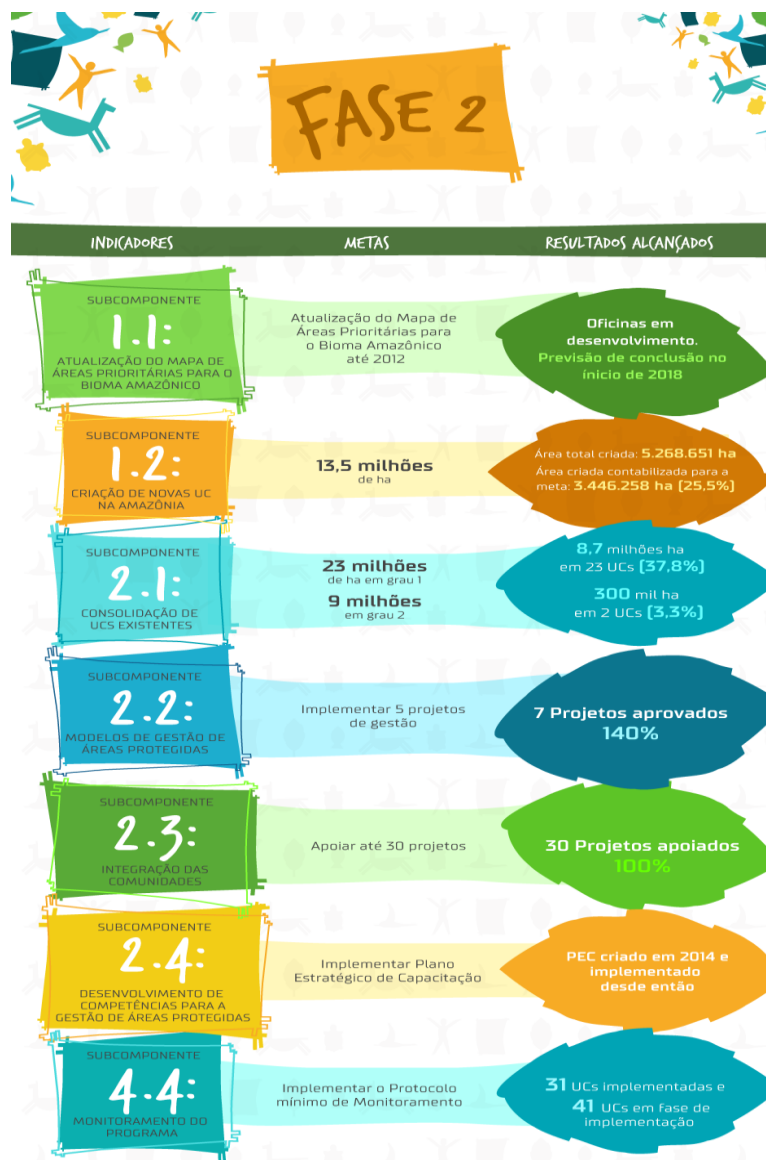 FASE 2
INDICADORES
METAS
RESULTADOS ALCANÇADOS
SUBCOMPONENTE
1.1:
ATUALIZAÇÃO DO MAPA DE
ÁREAS PRIORITÁRIAS PARA O
BIOMA AMAZÔNICO
Atualização do Mapa de
Áreas Prioritárias para
o Bioma Amazônico
até 2012
Oficinas em
desenvolvimento.
Previsão de conclusão no
ínicio de 2018
SUBCOMPONENTE
1.2:
CRIAÇÃO DE NOVAS UC
NA AMAZÔNIA
13,5 milhões
de ha
Área total criada: 5.268.651 ha
Área criada contabilizada para a
meta: 3.446.258 ha (25,5%)
SUBCOMPONENTE
2.1:
CONSOLIDAÇÃO DE
UCS EXISTENTES
23 milhões
de ha em grau 1
9 milhões
em grau 2
8,7 milhões ha
em 23 UCs (37,8%)
300 mil ha
em 2 UCs (3,3%)
SUBCOMPONENTE
2.2:
MODELOS DE GESTÃO DE
ÁREAS PROTEGIDAS
Implementar 5 projetos
de gestão
7 Projetos aprovados
140%
SUBCOMPONENTE
2.3:
INTEGRAÇÃO DAS
COMUNIDADES
Apoiar até 30 projetos
30 Projetos apoiados
100%
SUBCOMPONENTE
2.4:
DESENVOLVIMENTO DE
COMPETÊNCIAS PARA A
GESTÃO DE ÁREAS PROTEGIDAS
Implementar Plano
Estratégico de Capacitação
PEC criado em 2014 e
implementado
desde então
SUBCOMPONENTE
4.4:
MONITORAMENTO DO
PROGRAMA
Implementar o Protocolo
mínimo de Monitoramento
31 UCs implementadas e
41 UCs em fase de
implementação